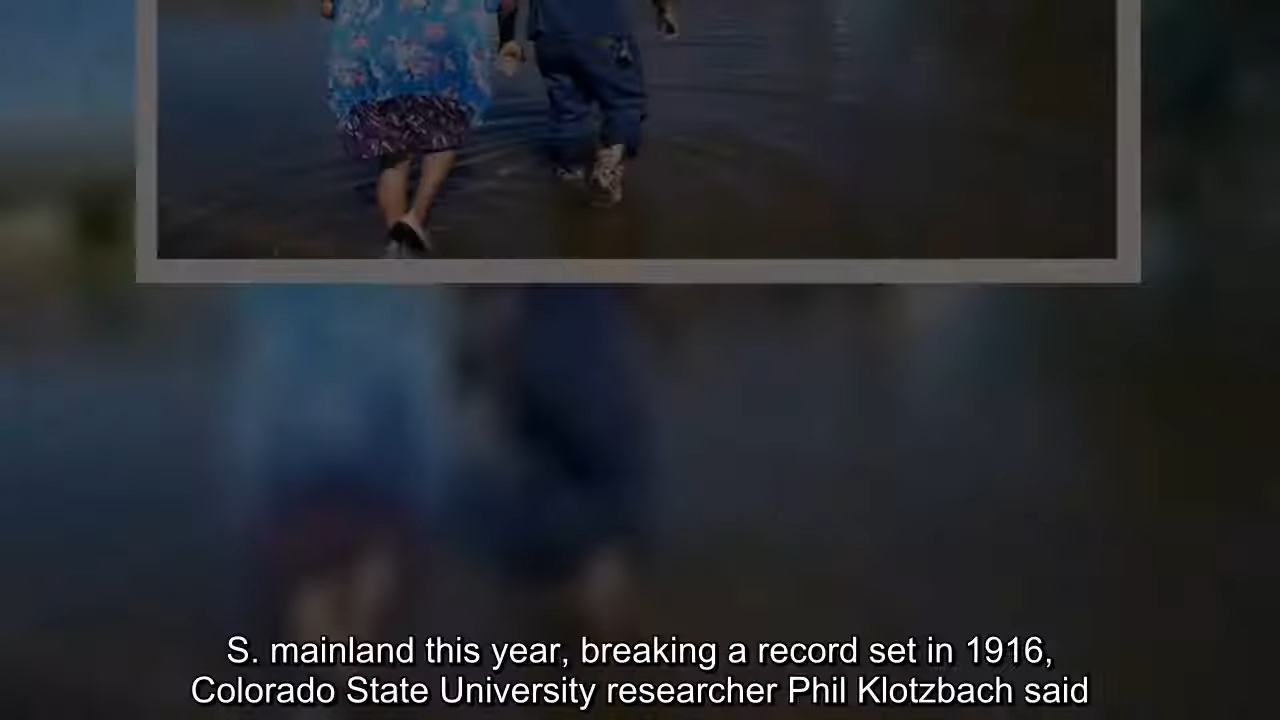 S. mainland this year, breaking a record set in 1916,
Colorado State University researcher Phil Klotzbach said